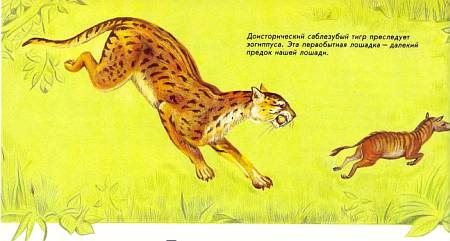 Доисторический саблезубый тигр преследует
эогиппуса. Эта первобытная лошадка — далекий
предок нашей лошади.